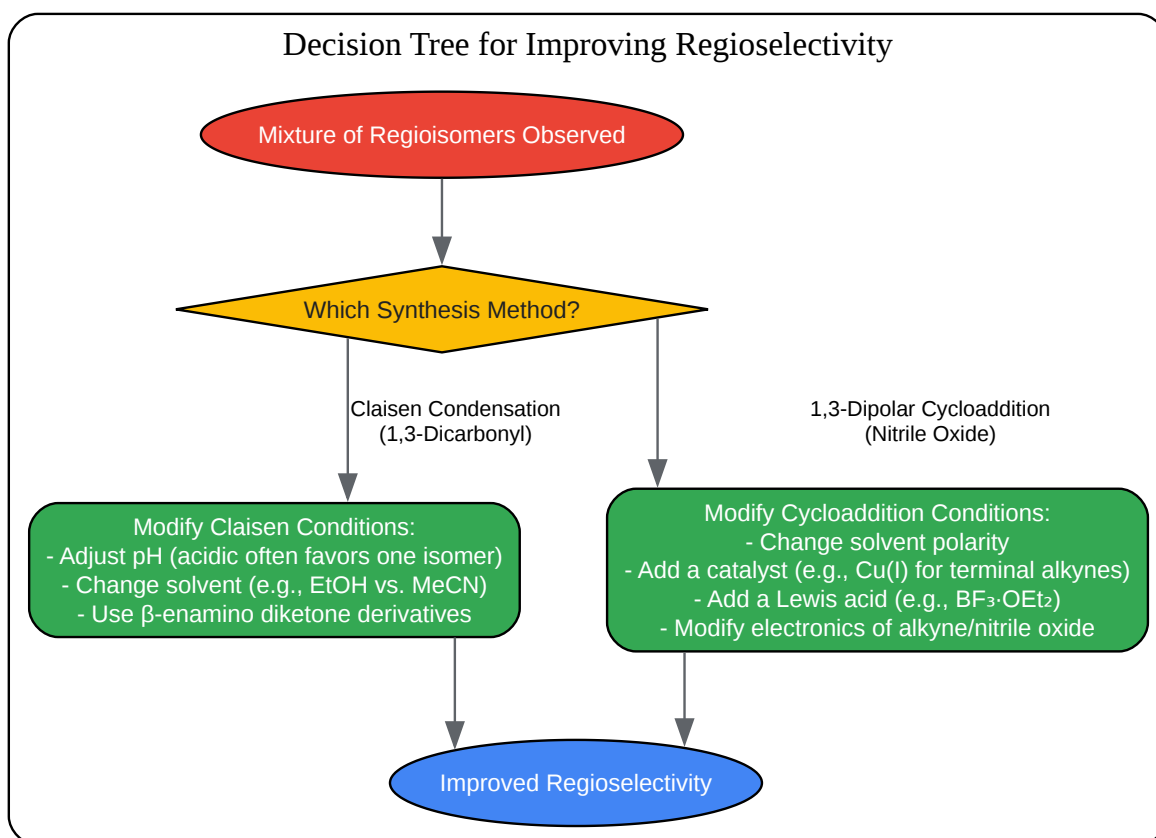 Decision Tree for Improving Regioselectivity
Mixture of Regioisomers Observed
Which Synthesis Method?
Claisen Condensation
(1,3-Dicarbonyl)
1,3-Dipolar Cycloaddition
(Nitrile Oxide)
Modify Claisen Conditions:
- Adjust pH (acidic often favors one isomer)
- Change solvent (e.g., EtOH vs. MeCN)
- Use β-enamino diketone derivatives
Modify Cycloaddition Conditions:
- Change solvent polarity
- Add a catalyst (e.g., Cu(I) for terminal alkynes)
- Add a Lewis acid (e.g., BF₃·OEt₂)
- Modify electronics of alkyne/nitrile oxide
Improved Regioselectivity